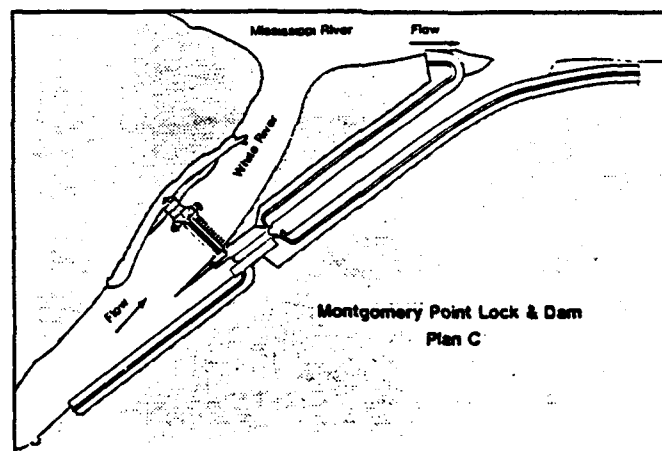 Mississippi River
Flow
White River
Flow
Montgomery Point Lock & Dam
Plan C